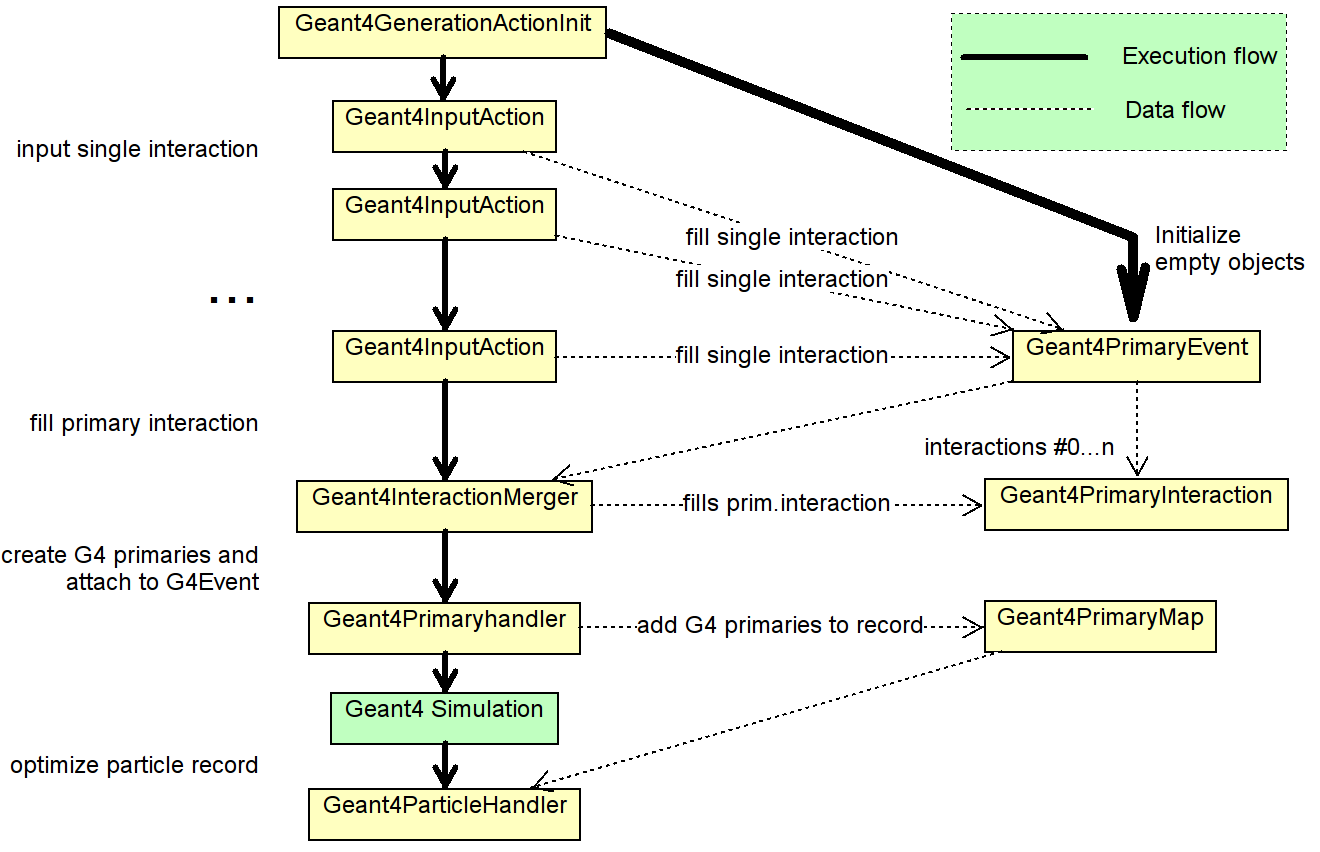 Geant4GenerationActionInit
Execution flow
Data flow
Geant4InputAction
input single interaction
Geant4InputAction
fill single interaction
Initialize
empty objects
fill single interaction
...
Geant4InputAction
fill single interaction
Geant4PrimaryEvent
fill primary interaction
interactions #0...n
Geant4InteractionMerger
fills prim.interaction
Geant4PrimaryInteraction
create G4 primaries and
attach to G4Event
Geant4Primaryhandler
add G4 primaries to record
Geant4PrimaryMap
Geant4 Simulation
optimize particle record
Geant4ParticleHandler